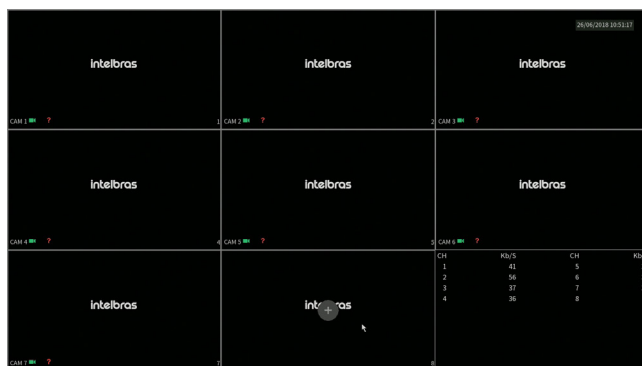 26/06/2018 10:51:17
intelbras
intelbras
intelbras
CAM 1 ? 1
CAM 2 ? 2
CAM 3 ?
intelbras
intelbras
intelbras
CAM 4 ? 4
CAM 5 ? 5
CAM 6 ?
CH Kb/S CH Kb
1 41 5
2 56 6
3 37 7
4 36 8
intelbras
CAM 7 ? 7
8